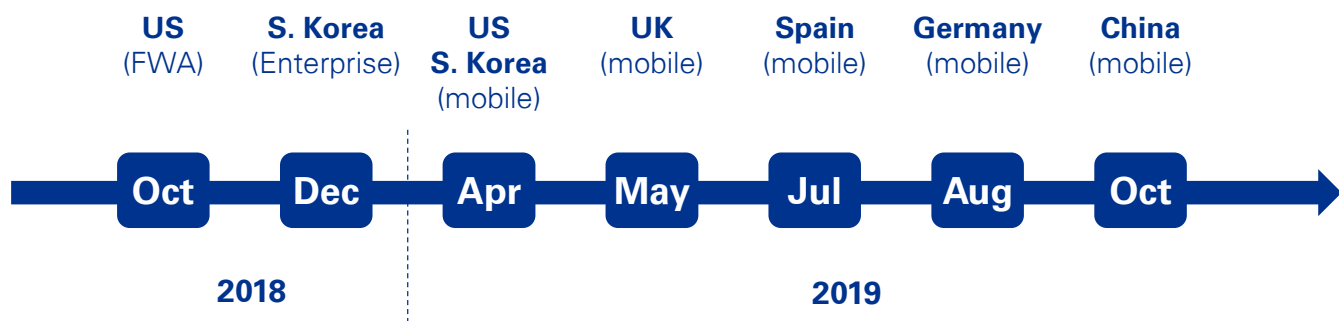 US
(FWA)
S. Korea
(Enterprise)
US
S. Korea
(mobile)
UK
(mobile)
Spain
(mobile)
Germany
(mobile)
China
(mobile)
Oct
Dec
Apr
May
Jul
Aug
Oct
2018
2019